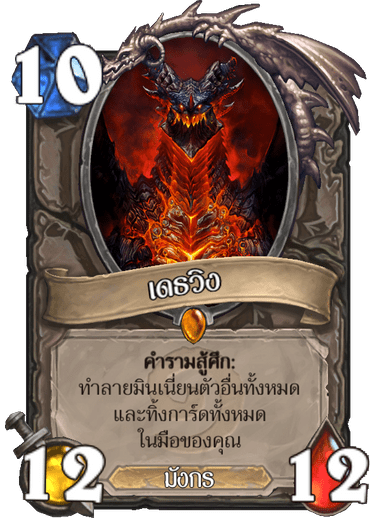 10
เดธวิง
คำรามสู้ศึก:
ทำลายมินเนี่ยนตัวอื่นทั้งหมด
และทิ้งการ์ดทั้งหมด
ในมือของคุณ
12
มังกร
12